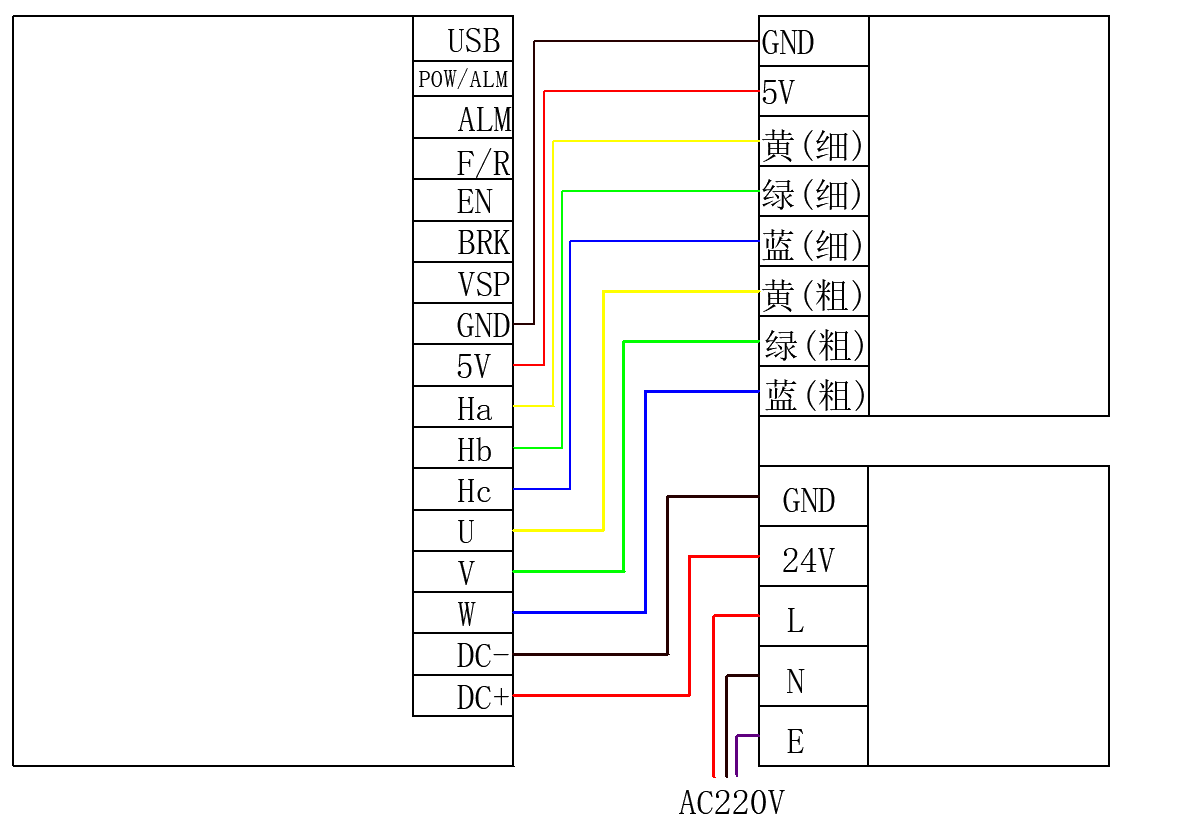 USB
POW/ALM
ALM
F/R
EN
BRK
VSP
GND
5V
Ha
Hb
Hc
U
V
W
DC-
DC+
GND
5V
黄(细)
绿(细)
蓝(细)
黄(粗)
绿(粗)
蓝(粗)
GND
24V
L
N
E
AC220V